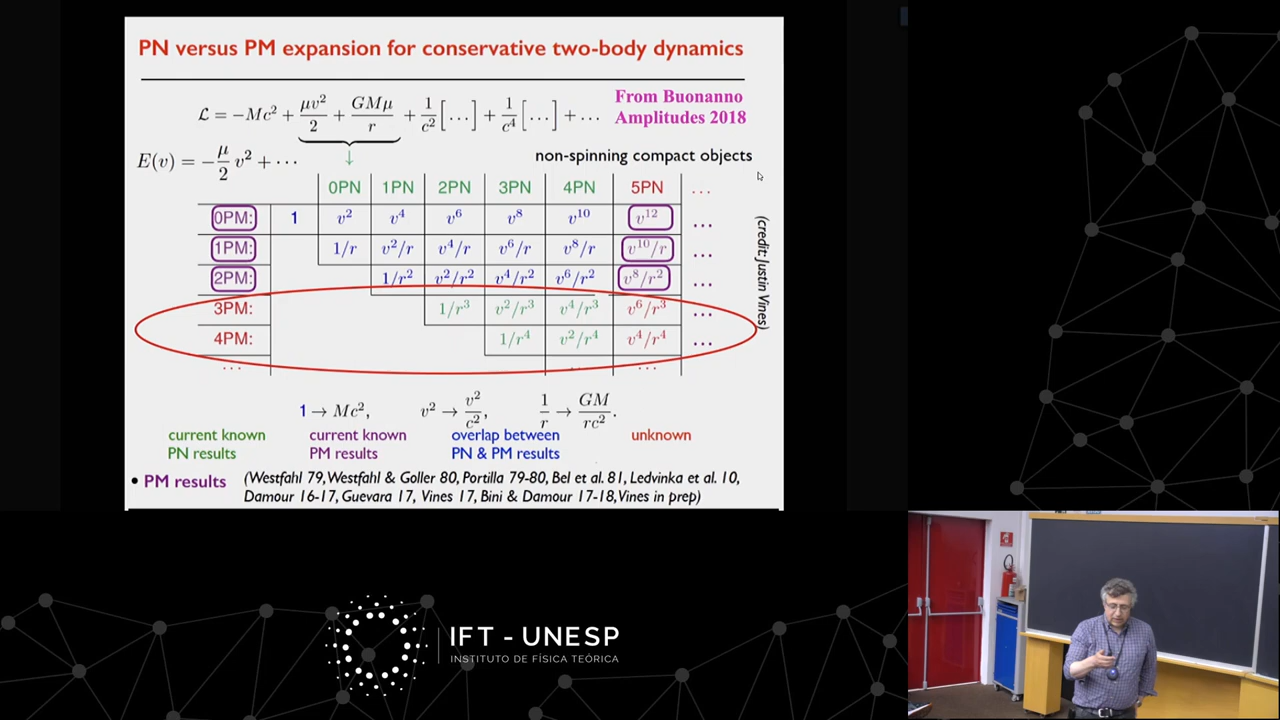 PN versus PM expansion for conservative two-body dynamics
ℒ = −Mc² + μv²/2 + GMμ/r + 1/c² [...] + 1/c⁴ [...] + ...
From Buonanno
Amplitudes 2018
E(v) = −μ/2 v² + ···
non-spinning compact objects
0PN 1PN 2PN 3PN 4PN 5PN ...
0PM: 1 v² v⁴ v⁶ v⁸ v¹⁰ v¹² ...
1PM: 1/r v²/r v⁴/r v⁶/r v⁸/r v¹⁰/r ...
2PM: 1/r² v²/r² v⁴/r² v⁶/r² v⁸/r² ...
3PM: 1/r³ v²/r³ v⁴/r³ v⁶/r³ ...
4PM: 1/r⁴ v²/r⁴ v⁴/r⁴ ...
... ... ...
(credit: Justin Vines)
1 → Mc², v² → v²/c², 1/r → GM/rc².
current known
PN results
current known
PM results
overlap between
PN & PM results
unknown
• PM results (Westfahl 79, Westfahl & Goller 80, Portilla 79-80, Bel et al. 81, Ledvinka et al. 10,
Damour 16-17, Guevara 17, Vines 17, Bini & Damour 17-18, Vines in prep)
IFT - UNESP
INSTITUTO DE FÍSICA TEÓRICA